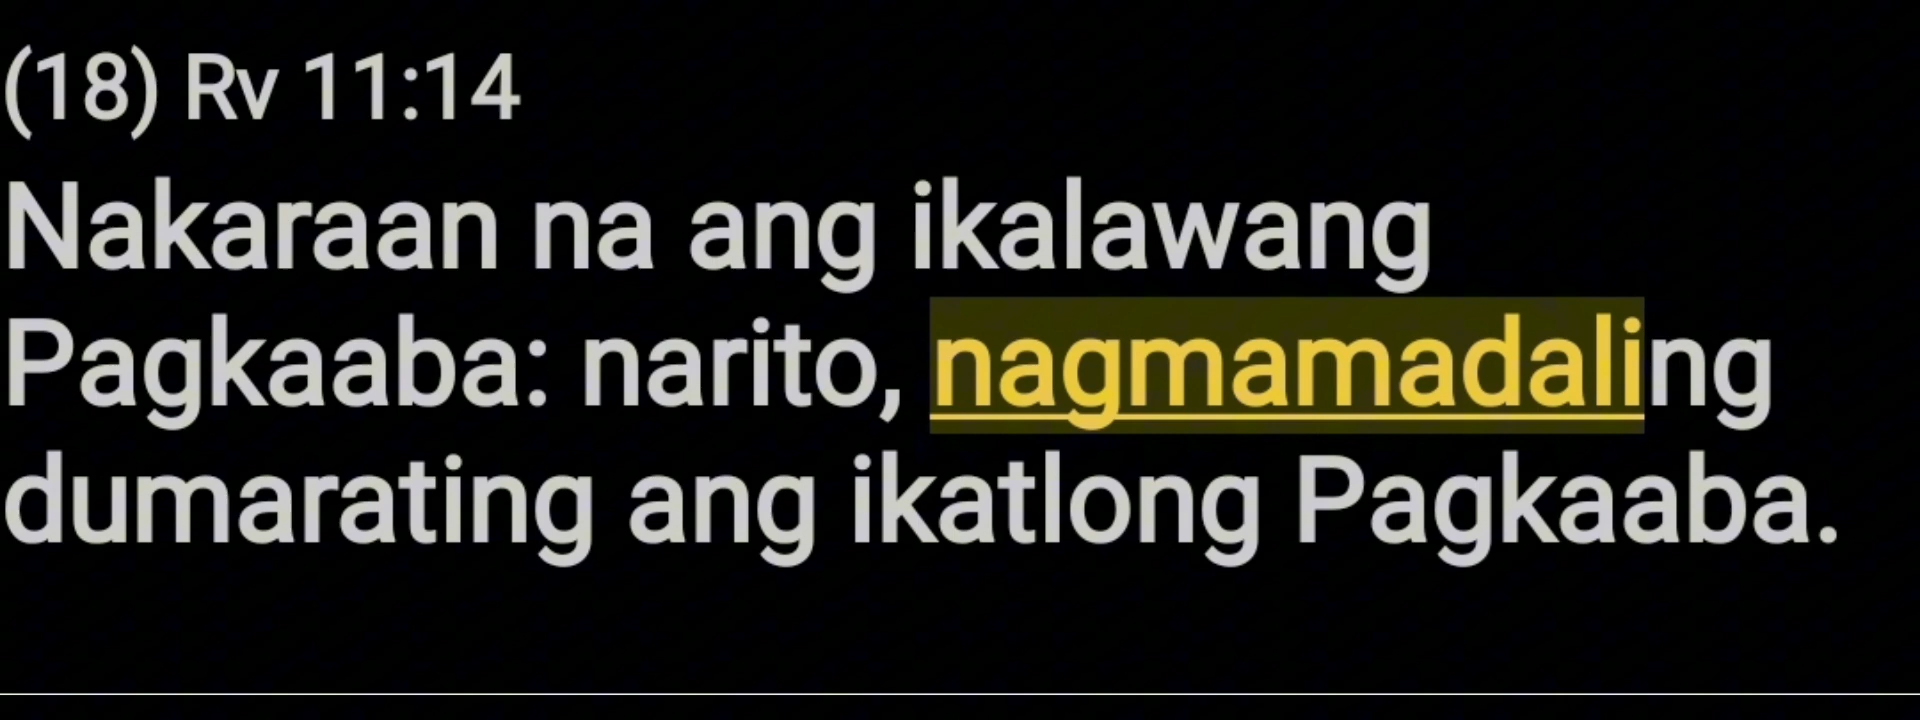 (18) Rv 11:14
Nakaraan na ang ikalawang
Pagkaaba: narito, nagmamadaling
dumarating ang ikatlong Pagkaaba.